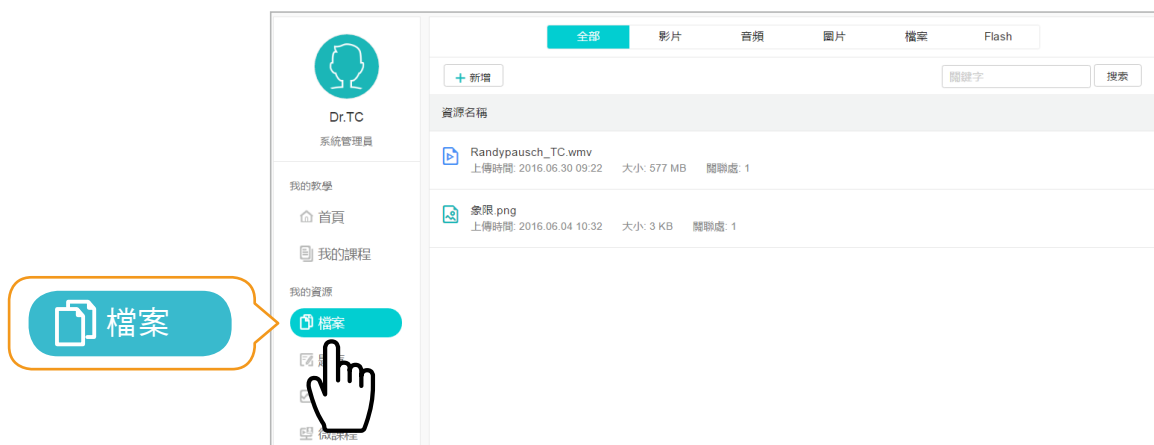 全部 影片 音頻 圖片 檔案 Flash
+ 新增 關鍵字 搜索
Dr.TC
系統管理員
資源名稱
Randypausch_TC.wmv
上傳時間: 2016.06.30 09:22 大小: 577 MB 關聯處: 1
象限.png
上傳時間: 2016.06.04 10:32 大小: 3 KB 關聯處: 1
我的教學
首頁
我的課程
我的資源
檔案
檔案
微課程